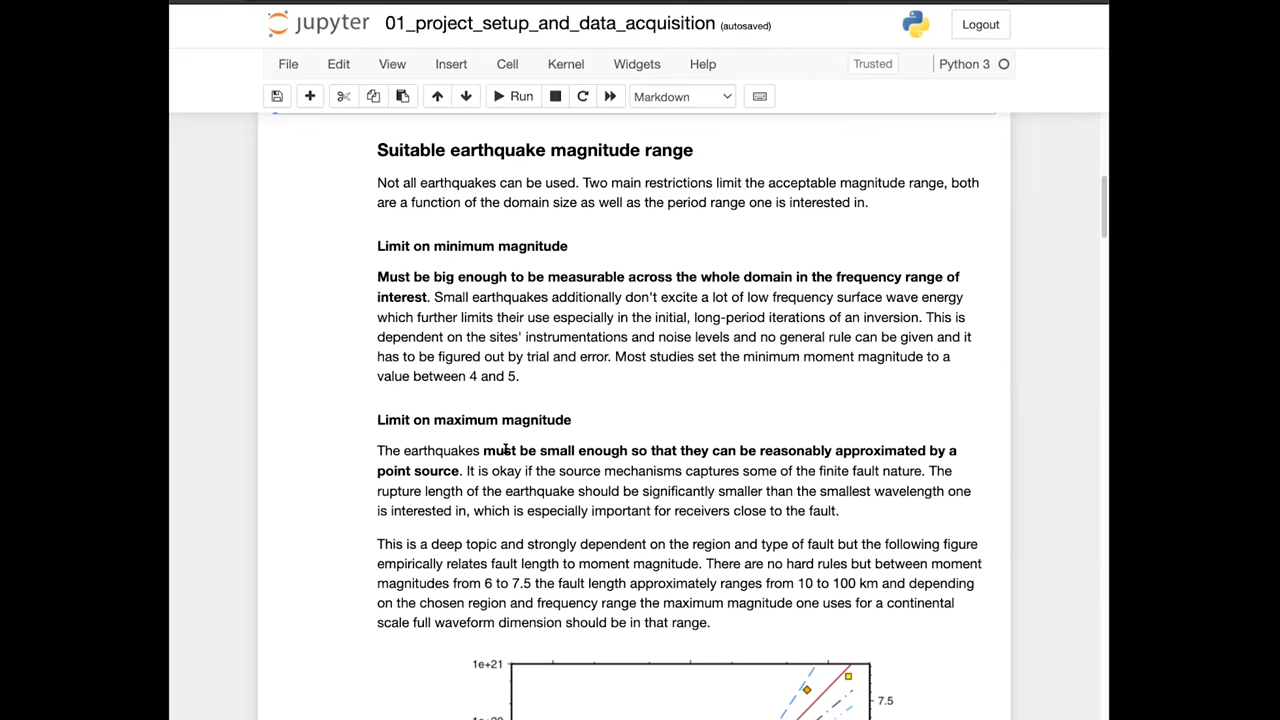 jupyter 01_project_setup_and_data_acquisition (autosaved) Logout
File Edit View Insert Cell Kernel Widgets Help Trusted Python 3
Run Markdown
Suitable earthquake magnitude range
Not all earthquakes can be used. Two main restrictions limit the acceptable magnitude range, both
are a function of the domain size as well as the period range one is interested in.
Limit on minimum magnitude
Must be big enough to be measurable across the whole domain in the frequency range of
interest. Small earthquakes additionally don't excite a lot of low frequency surface wave energy
which further limits their use especially in the initial, long-period iterations of an inversion. This is
dependent on the sites' instrumentations and noise levels and no general rule can be given and it
has to be figured out by trial and error. Most studies set the minimum moment magnitude to a
value between 4 and 5.
Limit on maximum magnitude
The earthquakes must be small enough so that they can be reasonably approximated by a
point source. It is okay if the source mechanisms captures some of the finite fault nature. The
rupture length of the earthquake should be significantly smaller than the smallest wavelength one
is interested in, which is especially important for receivers close to the fault.
This is a deep topic and strongly dependent on the region and type of fault but the following figure
empirically relates fault length to moment magnitude. There are no hard rules but between moment
magnitudes from 6 to 7.5 the fault length approximately ranges from 10 to 100 km and depending
on the chosen region and frequency range the maximum magnitude one uses for a continental
scale full waveform dimension should be in that range.
1e+21
7.5